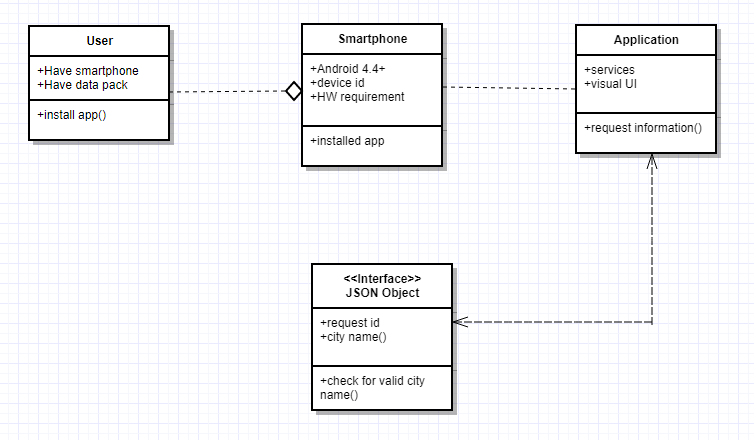 User
+Have smartphone
+Have data pack
+install app()
Smartphone
+Android 4.4+
+device id
+HW requirement
+installed app
Application
+services
+visual UI
+request information()
<<Interface>>
JSON Object
+request id
+city name()
+check for valid city
name()